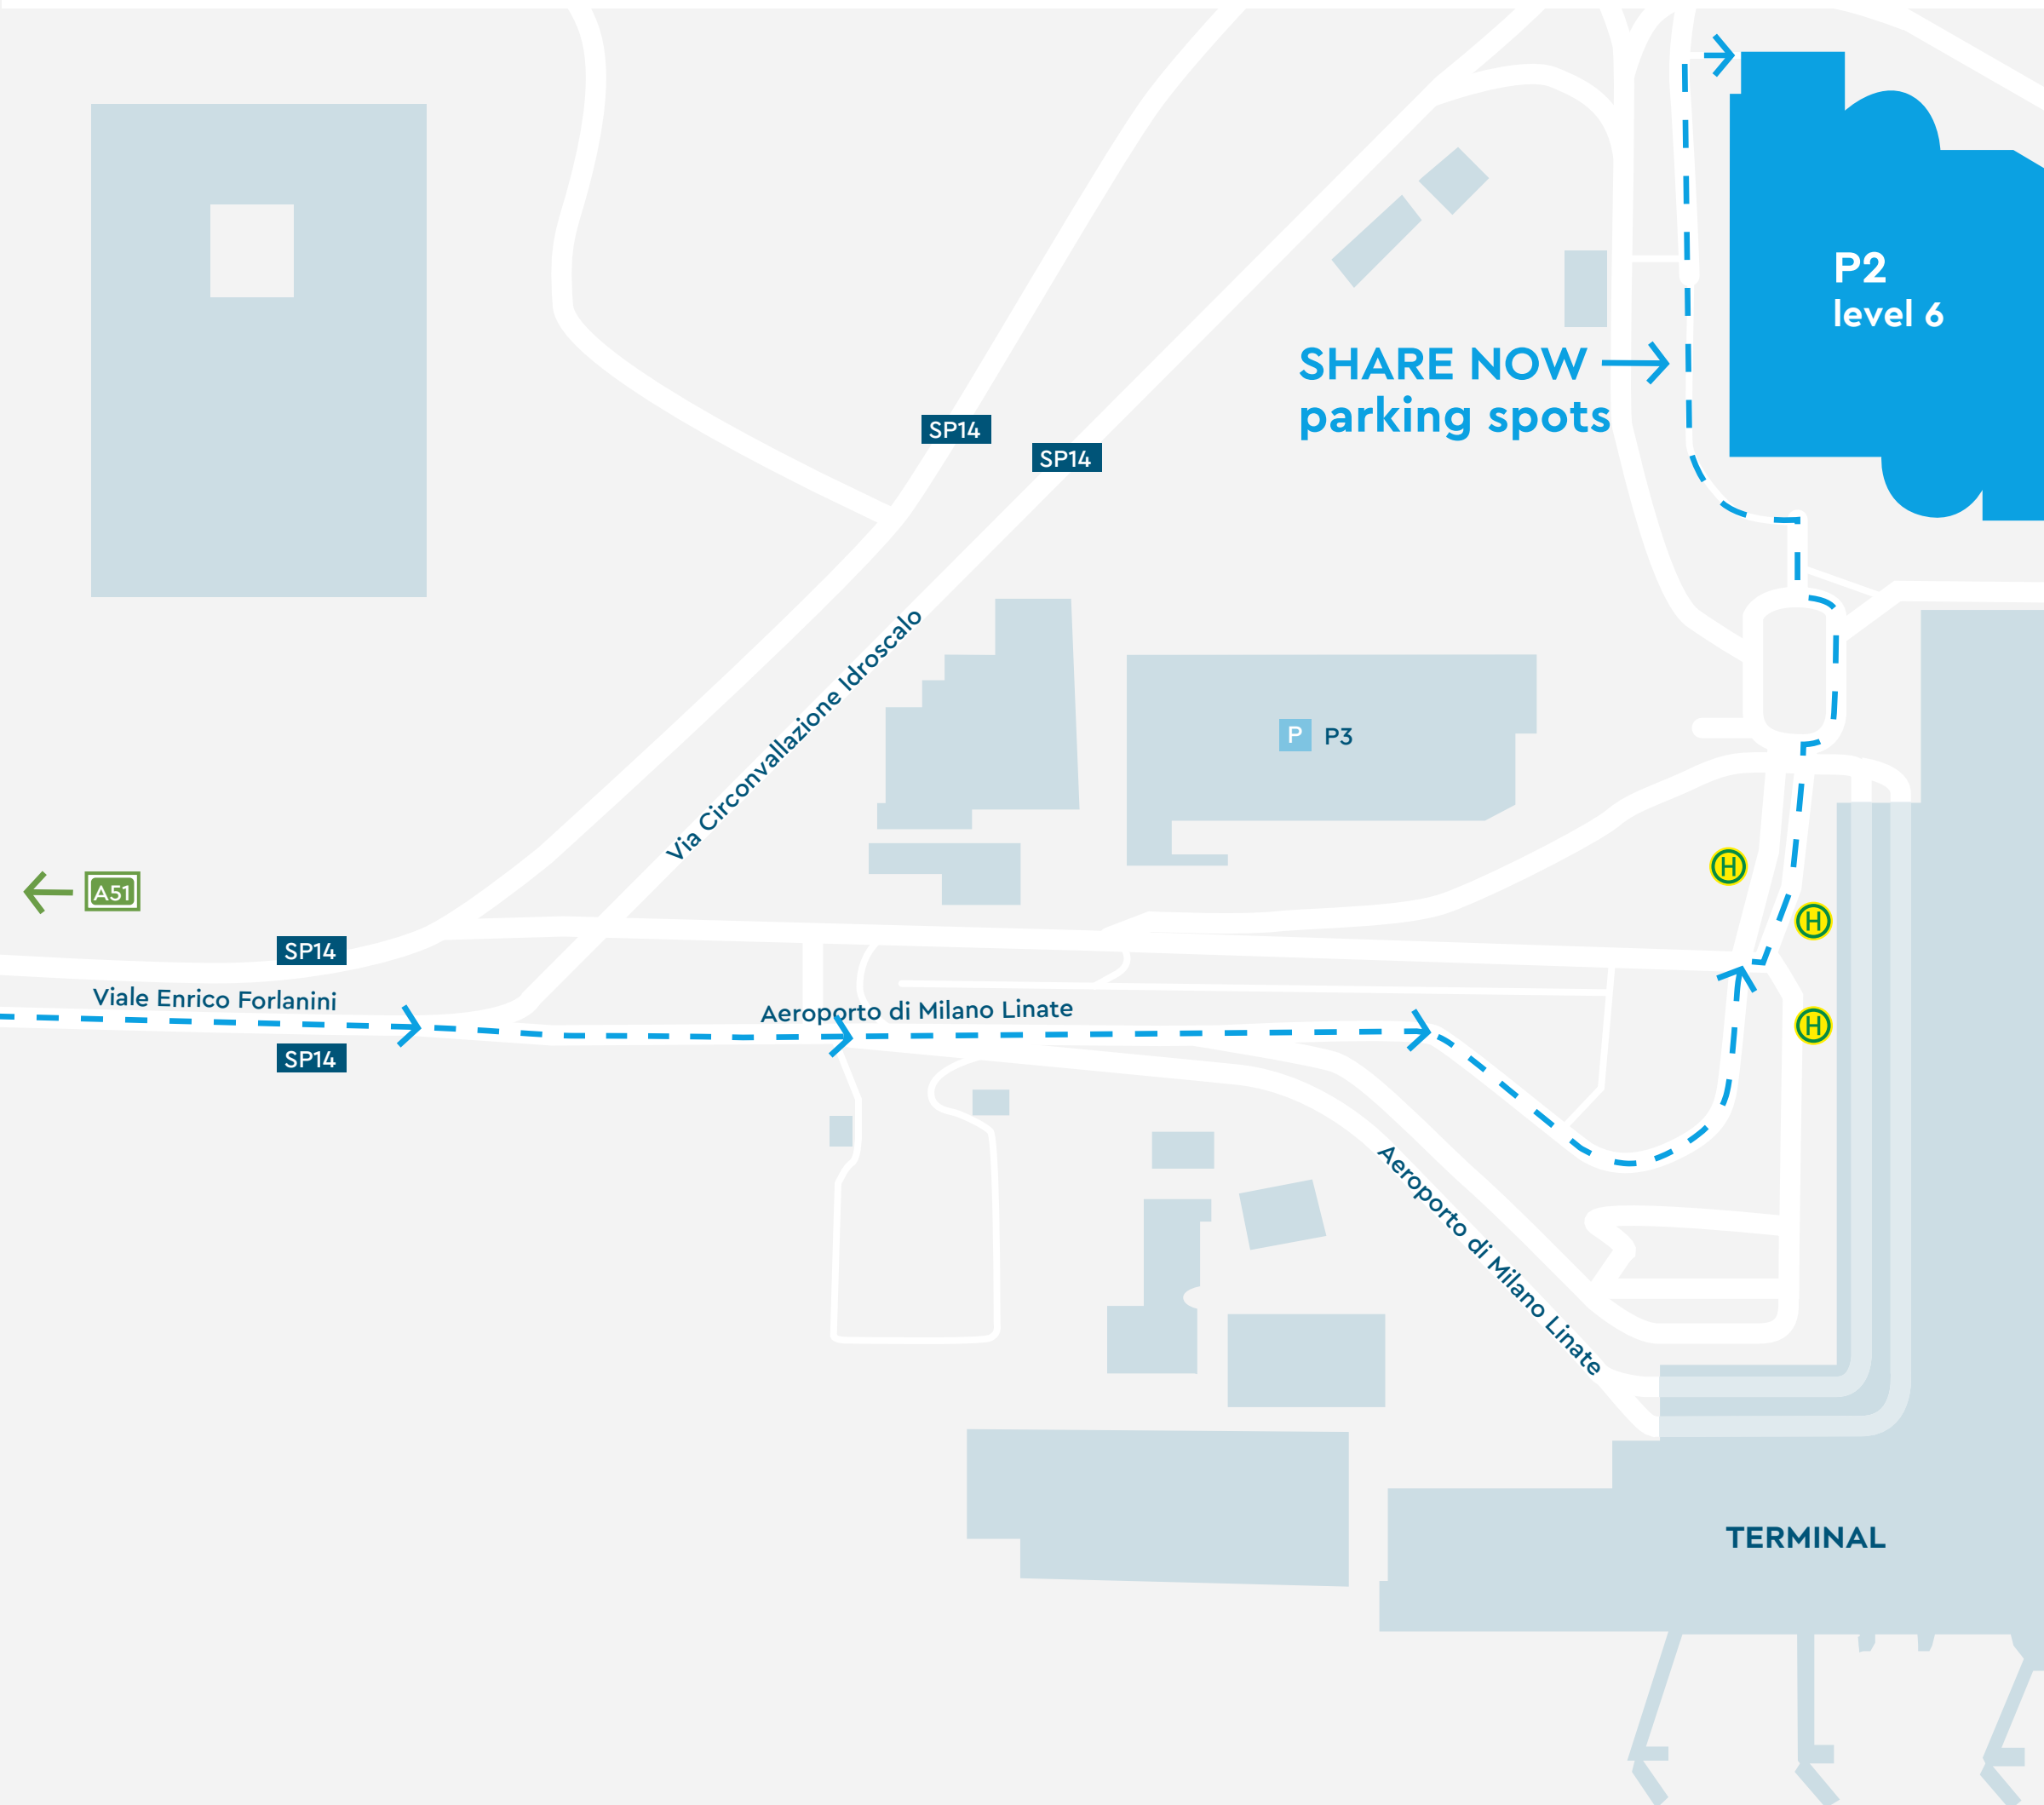 P2
level 6
SHARE NOW
parking spots
SP14
SP14
Via Circonvallazione Idroscalo
P
P3
A51
H
H
SP14
Viale Enrico Forlanini
Aeroporto di Milano Linate
H
SP14
Aeroporto di Milano Linate
TERMINAL